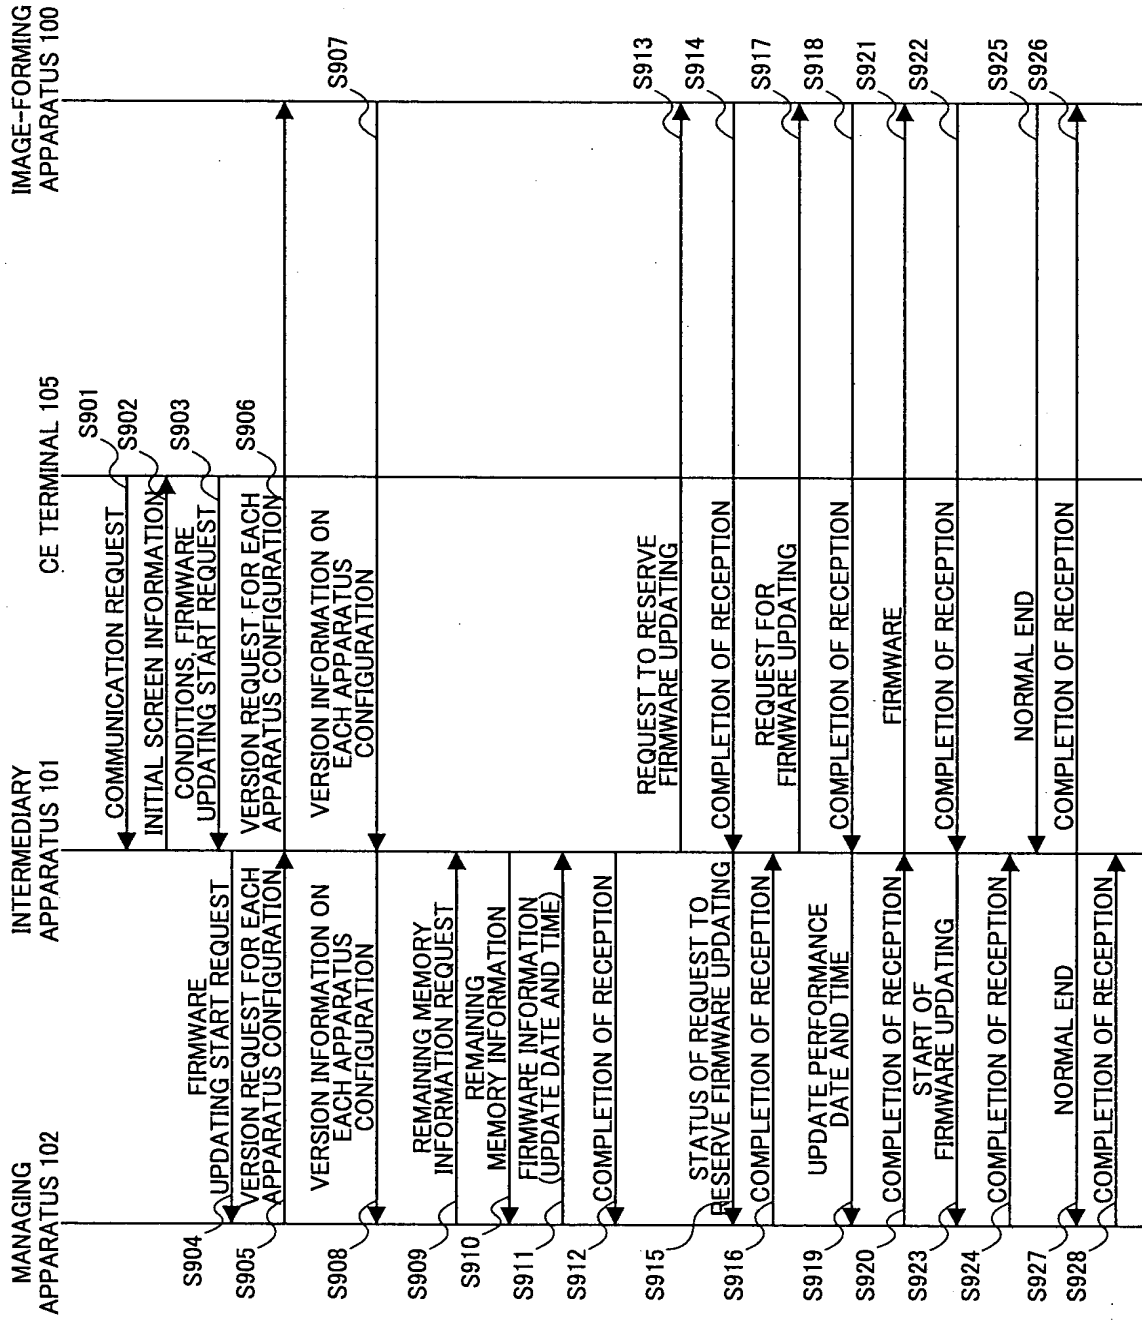 MANAGING
APPARATUS 102
INTERMEDIARY
APPARATUS 101
CE TERMINAL 105
IMAGE-FORMING
APPARATUS 100
COMMUNICATION REQUEST
S901
INITIAL SCREEN INFORMATION
S902
CONDITIONS, FIRMWARE
UPDATING START REQUEST
S903
S904
FIRMWARE
UPDATING START REQUEST
S905
VERSION REQUEST FOR EACH
APPARATUS CONFIGURATION
VERSION REQUEST FOR EACH
APPARATUS CONFIGURATION
S906
S908
VERSION INFORMATION ON
EACH APPARATUS
CONFIGURATION
VERSION INFORMATION ON
EACH APPARATUS
CONFIGURATION
S907
S909
REMAINING MEMORY
INFORMATION REQUEST
S910
REMAINING
MEMORY INFORMATION
S911
FIRMWARE INFORMATION
(UPDATE DATE AND TIME)
S912
COMPLETION OF RECEPTION
REQUEST TO RESERVE
FIRMWARE UPDATING
S913
S915
STATUS OF REQUEST TO
RESERVE FIRMWARE UPDATING
COMPLETION OF RECEPTION
S914
S916
COMPLETION OF RECEPTION
REQUEST FOR
FIRMWARE UPDATING
S917
S919
UPDATE PERFORMANCE
DATE AND TIME
COMPLETION OF RECEPTION
S918
S920
COMPLETION OF RECEPTION
FIRMWARE
S921
S923
START OF
FIRMWARE UPDATING
COMPLETION OF RECEPTION
S922
S924
COMPLETION OF RECEPTION
NORMAL END
S925
S927
NORMAL END
COMPLETION OF RECEPTION
S926
S928
COMPLETION OF RECEPTION